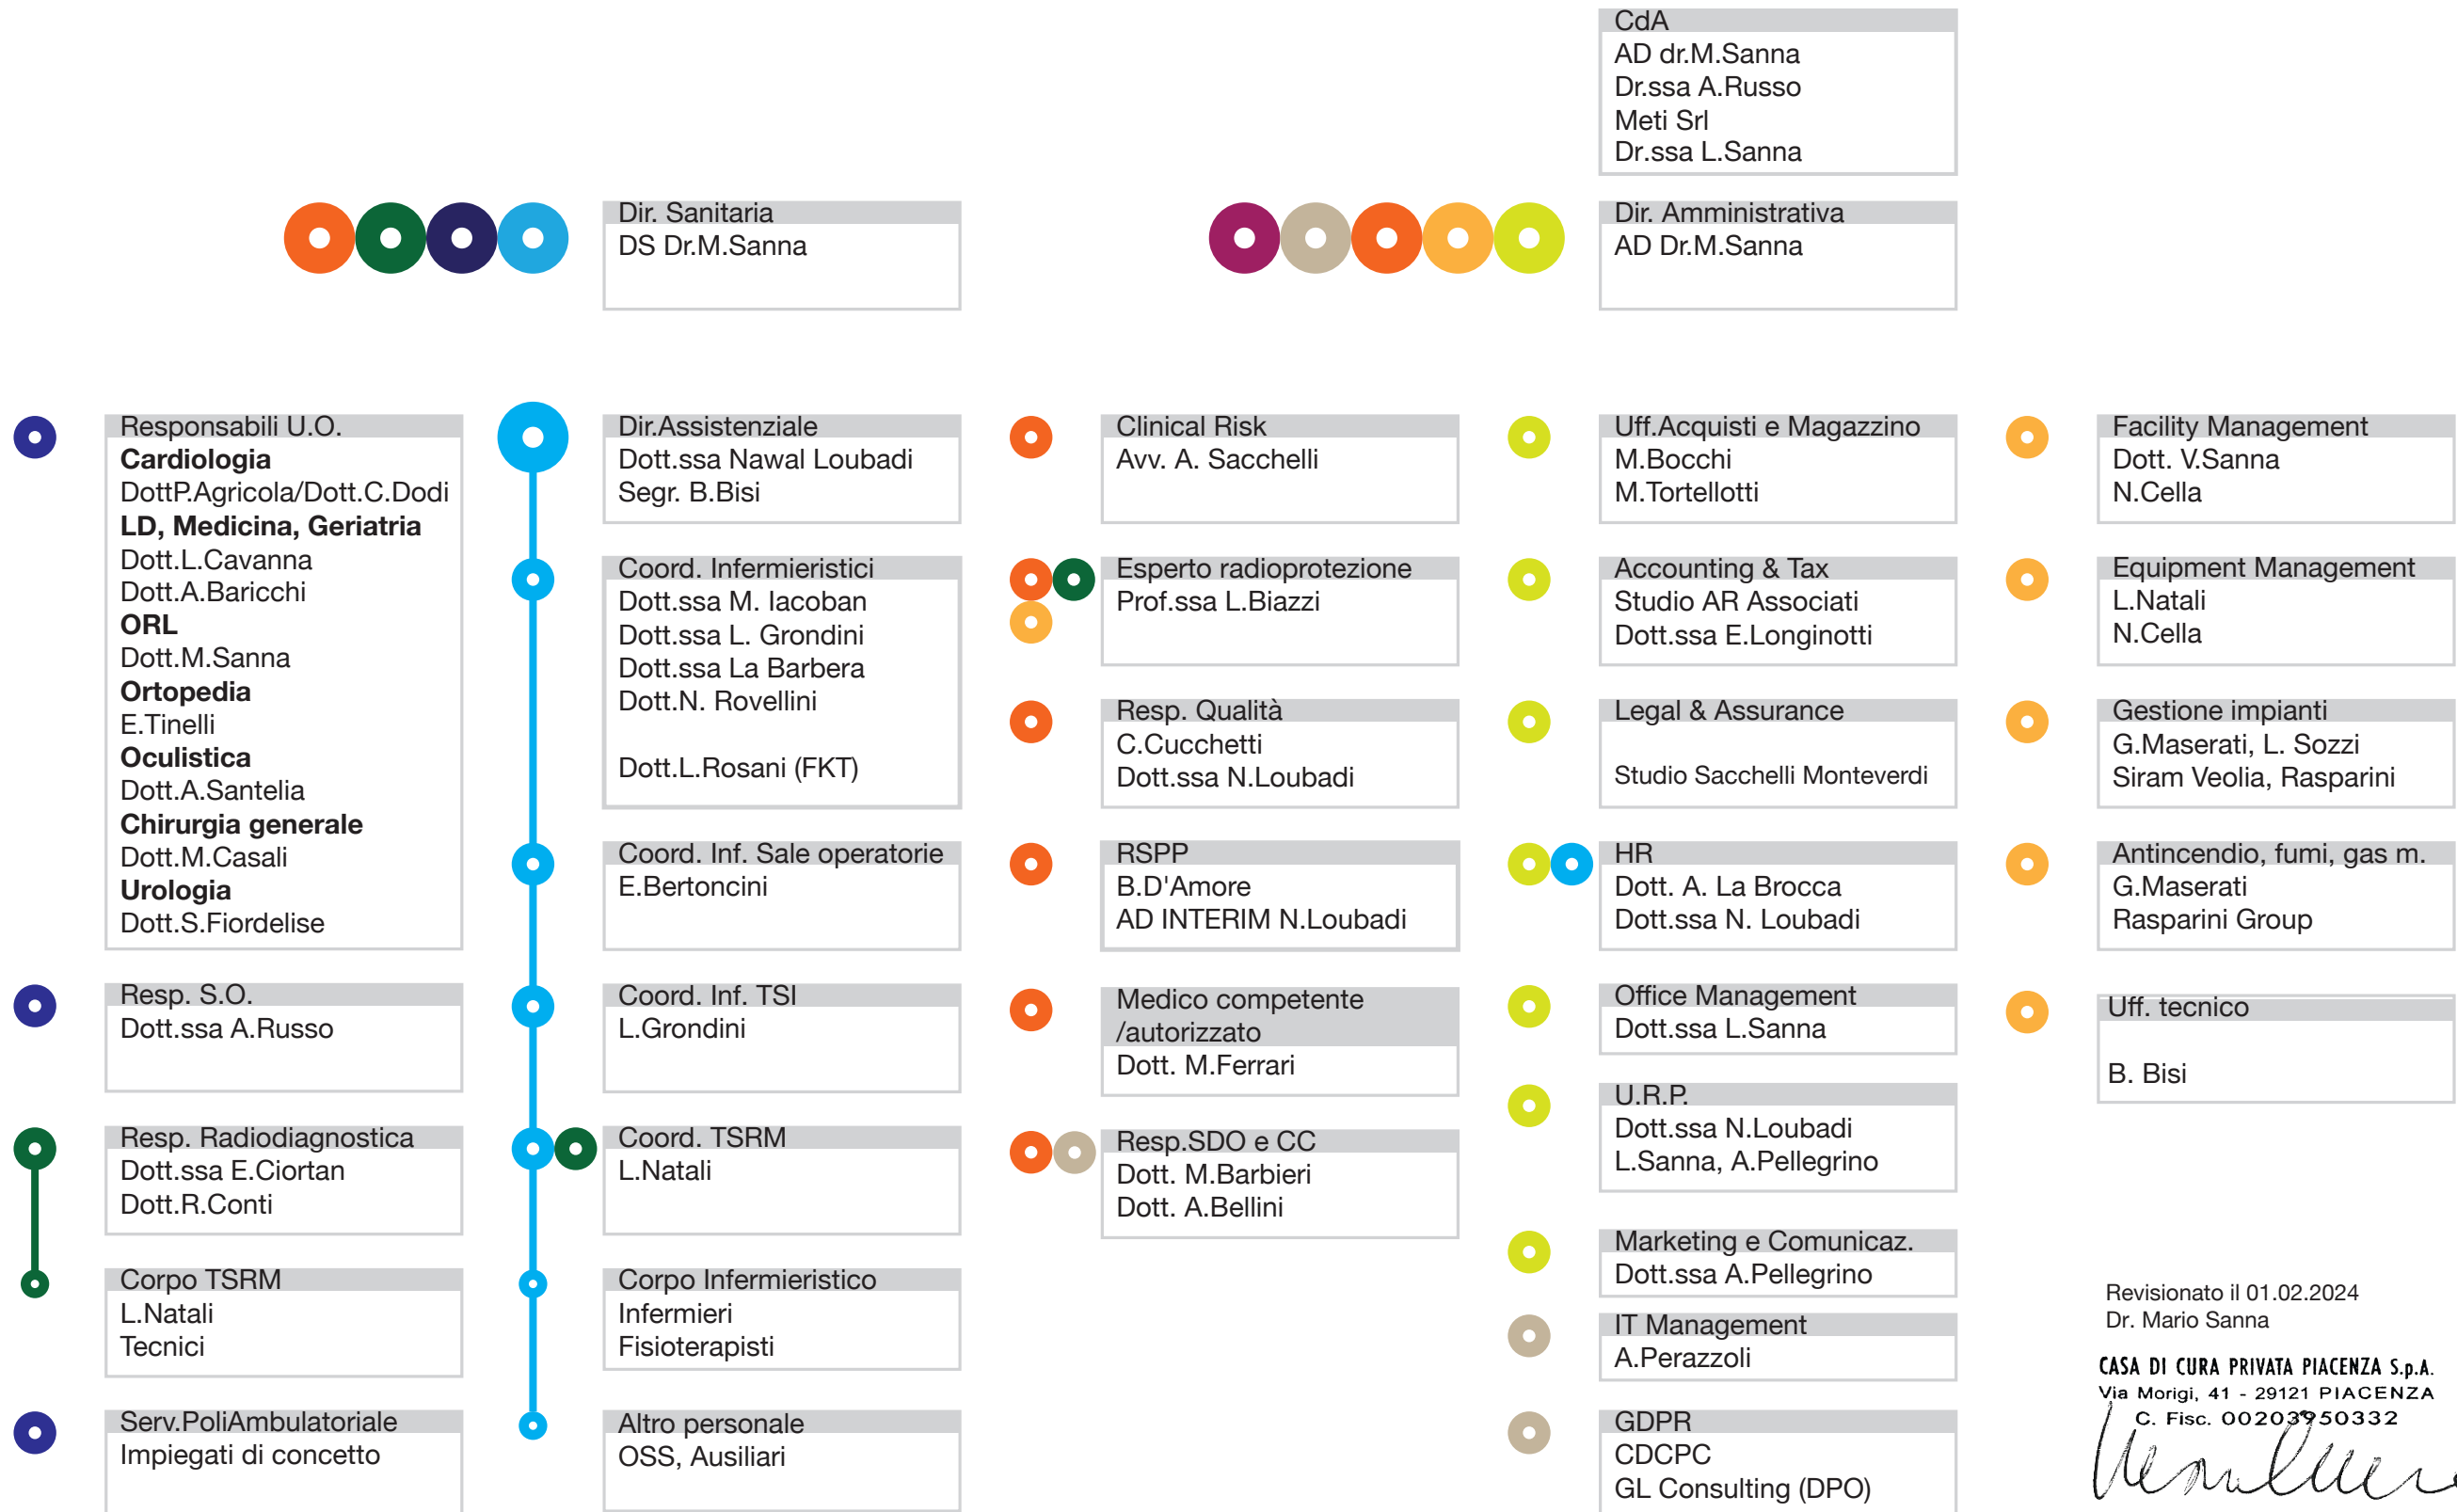 CdA
AD dr.M.Sanna
Dr.ssa A.Russo
Meti Srl
Dr.ssa L.Sanna
Dir. Sanitaria
DS Dr.M.Sanna
Dir. Amministrativa
AD Dr.M.Sanna
Responsabili U.O.
Cardiologia
DottP.Agricola/Dott.C.Dodi
LD, Medicina, Geriatria
Dott.L.Cavanna
Dott.A.Baricchi
ORL
Dott.M.Sanna
Ortopedia
E.Tinelli
Oculistica
Dott.A.Santelia
Chirurgia generale
Dott.M.Casali
Urologia
Dott.S.Fiordelise
Resp. S.O.
Dott.ssa A.Russo
Resp. Radiodiagnostica
Dott.ssa E.Ciortan
Dott.R.Conti
Corpo TSRM
L.Natali
Tecnici
Serv.PoliAmbulatoriale
Impiegati di concetto
Dir.Assistenziale
Dott.ssa Nawal Loubadi
Segr. B.Bisi
Coord. Infermieristici
Dott.ssa M. Iacoban
Dott.ssa L. Grondini
Dott.ssa La Barbera
Dott.N. Rovellini
Dott.L.Rosani (FKT)
Coord. Inf. Sale operatorie
E.Bertoncini
Coord. Inf. TSI
L.Grondini
Coord. TSRM
L.Natali
Corpo Infermieristico
Infermieri
Fisioterapisti
Altro personale
OSS, Ausiliari
Clinical Risk
Avv. A. Sacchelli
Esperto radioprotezione
Prof.ssa L.Biazzi
Resp. Qualità
C.Cucchetti
Dott.ssa N.Loubadi
RSPP
B.D'Amore
AD INTERIM N.Loubadi
Medico competente
/autorizzato
Dott. M.Ferrari
Resp.SDO e CC
Dott. M.Barbieri
Dott. A.Bellini
Uff.Acquisti e Magazzino
M.Bocchi
M.Tortellotti
Accounting & Tax
Studio AR Associati
Dott.ssa E.Longinotti
Legal & Assurance
Studio Sacchelli Monteverdi
HR
Dott. A. La Brocca
Dott.ssa N. Loubadi
Office Management
Dott.ssa L.Sanna
U.R.P.
Dott.ssa N.Loubadi
L.Sanna, A.Pellegrino
Marketing e Comunicaz.
Dott.ssa A.Pellegrino
IT Management
A.Perazzoli
GDPR
CDCPC
GL Consulting (DPO)
Facility Management
Dott. V.Sanna
N.Cella
Equipment Management
L.Natali
N.Cella
Gestione impianti
G.Maserati, L. Sozzi
Siram Veolia, Rasparini
Antincendio, fumi, gas m.
G.Maserati
Rasparini Group
Uff. tecnico
B. Bisi
Revisionato il 01.02.2024
Dr. Mario Sanna
CASA DI CURA PRIVATA PIACENZA S.p.A.
Via Morigi, 41 - 29121 PIACENZA
C. Fisc. 00203950332